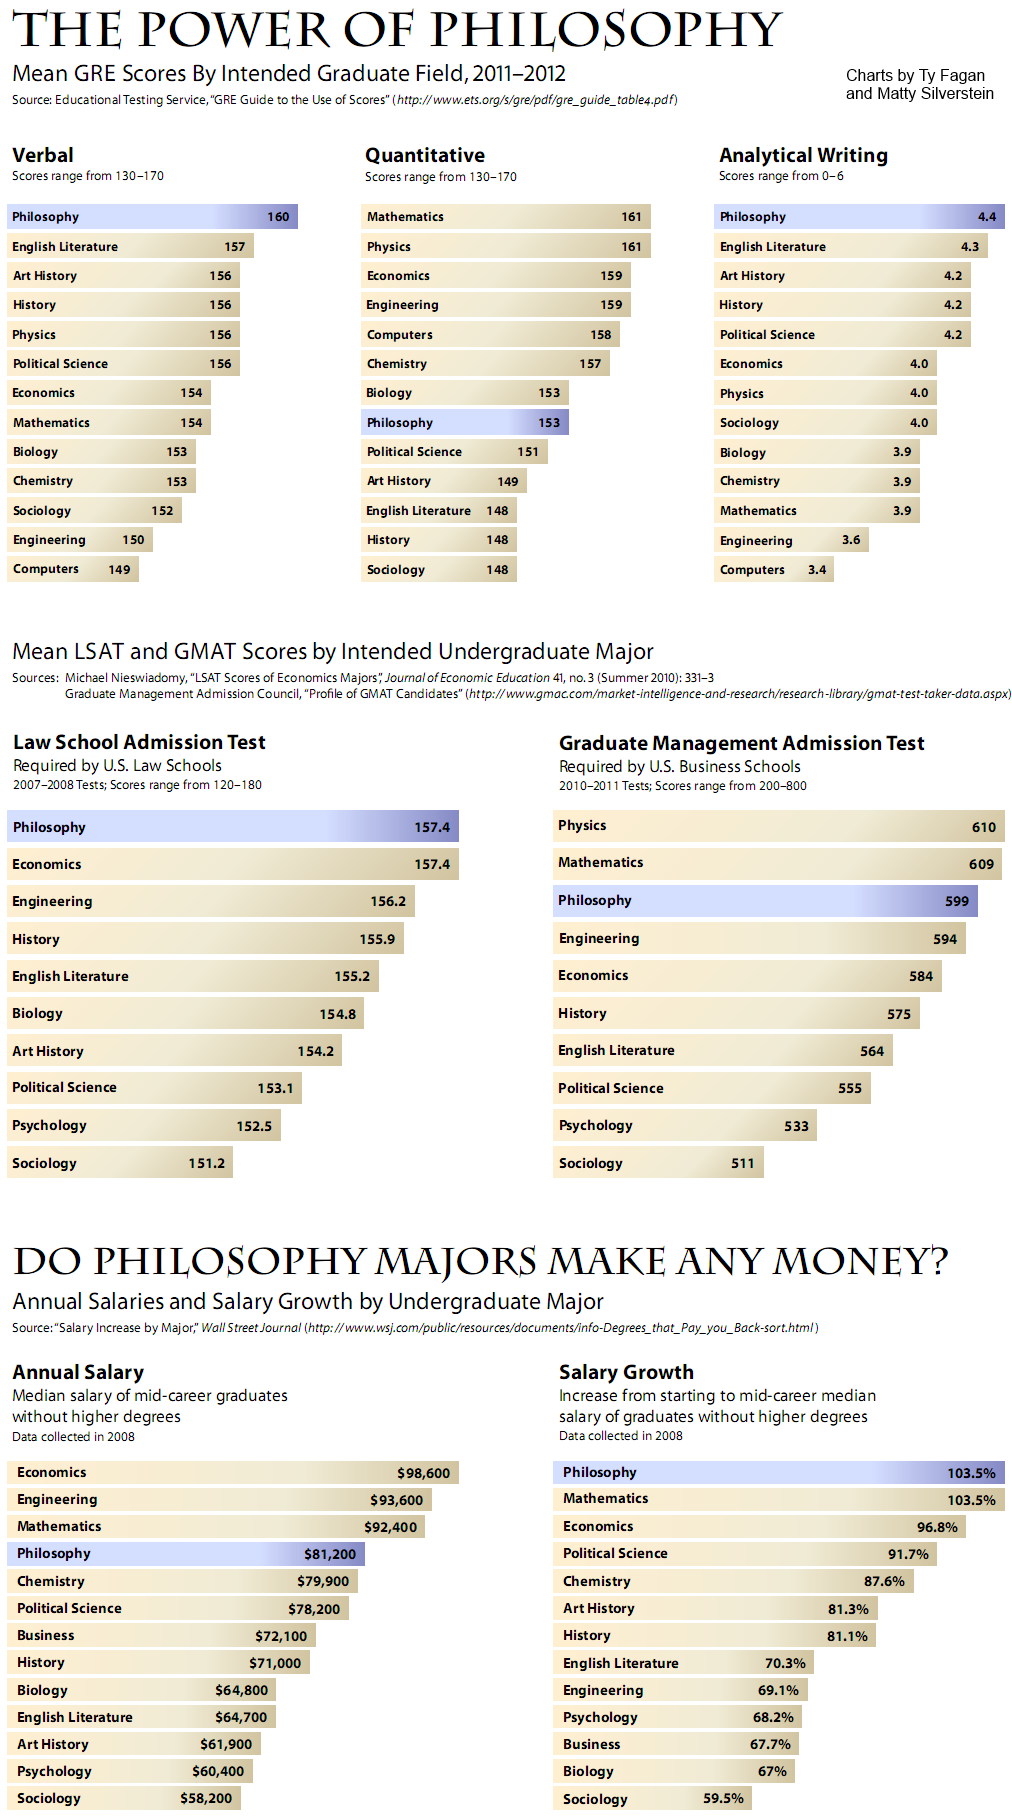 THE POWER OF PHILOSOPHY
Mean GRE Scores By Intended Graduate Field, 2011–2012
Source: Educational Testing Service, “GRE Guide to the Use of Scores” (http://www.ets.org/s/gre/pdf/gre_guide_table4.pdf)
Charts by Ty Fagan
and Matty Silverstein
Verbal
Scores range from 130–170
Philosophy 160
English Literature 157
Art History 156
History 156
Physics 156
Political Science 156
Economics 154
Mathematics 154
Biology 153
Chemistry 153
Sociology 152
Engineering 150
Computers 149
Quantitative
Scores range from 130–170
Mathematics 161
Physics 161
Economics 159
Engineering 159
Computers 158
Chemistry 157
Biology 153
Philosophy 153
Political Science 151
Art History 149
English Literature 148
History 148
Sociology 148
Analytical Writing
Scores range from 0–6
Philosophy 4.4
English Literature 4.3
Art History 4.2
History 4.2
Political Science 4.2
Economics 4.0
Physics 4.0
Sociology 4.0
Biology 3.9
Chemistry 3.9
Mathematics 3.9
Engineering 3.6
Computers 3.4
Mean LSAT and GMAT Scores by Intended Undergraduate Major
Sources: Michael Nieswiadomy, “LSAT Scores of Economics Majors”, Journal of Economic Education 41, no. 3 (Summer 2010): 331–3
Graduate Management Admission Council, “Profile of GMAT Candidates” (http://www.gmac.com/market-intelligence-and-research/research-library/gmat-test-taker-data.aspx)
Law School Admission Test
Required by U.S. Law Schools
2007–2008 Tests; Scores range from 120–180
Philosophy 157.4
Economics 157.4
Engineering 156.2
History 155.9
English Literature 155.2
Biology 154.8
Art History 154.2
Political Science 153.1
Psychology 152.5
Sociology 151.2
Graduate Management Admission Test
Required by U.S. Business Schools
2010–2011 Tests; Scores range from 200–800
Physics 610
Mathematics 609
Philosophy 599
Engineering 594
Economics 584
History 575
English Literature 564
Political Science 555
Psychology 533
Sociology 511
DO PHILOSOPHY MAJORS MAKE ANY MONEY?
Annual Salaries and Salary Growth by Undergraduate Major
Source: “Salary Increase by Major,” Wall Street Journal (http://www.wsj.com/public/resources/documents/info-Degrees_that_Pay_you_Back-sort.html)
Annual Salary
Median salary of mid-career graduates
without higher degrees
Data collected in 2008
Economics $98,600
Engineering $93,600
Mathematics $92,400
Philosophy $81,200
Chemistry $79,900
Political Science $78,200
Business $72,100
History $71,000
Biology $64,800
English Literature $64,700
Art History $61,900
Psychology $60,400
Sociology $58,200
Salary Growth
Increase from starting to mid-career median
salary of graduates without higher degrees
Data collected in 2008
Philosophy 103.5%
Mathematics 103.5%
Economics 96.8%
Political Science 91.7%
Chemistry 87.6%
Art History 81.3%
History 81.1%
English Literature 70.3%
Engineering 69.1%
Psychology 68.2%
Business 67.7%
Biology 67%
Sociology 59.5%